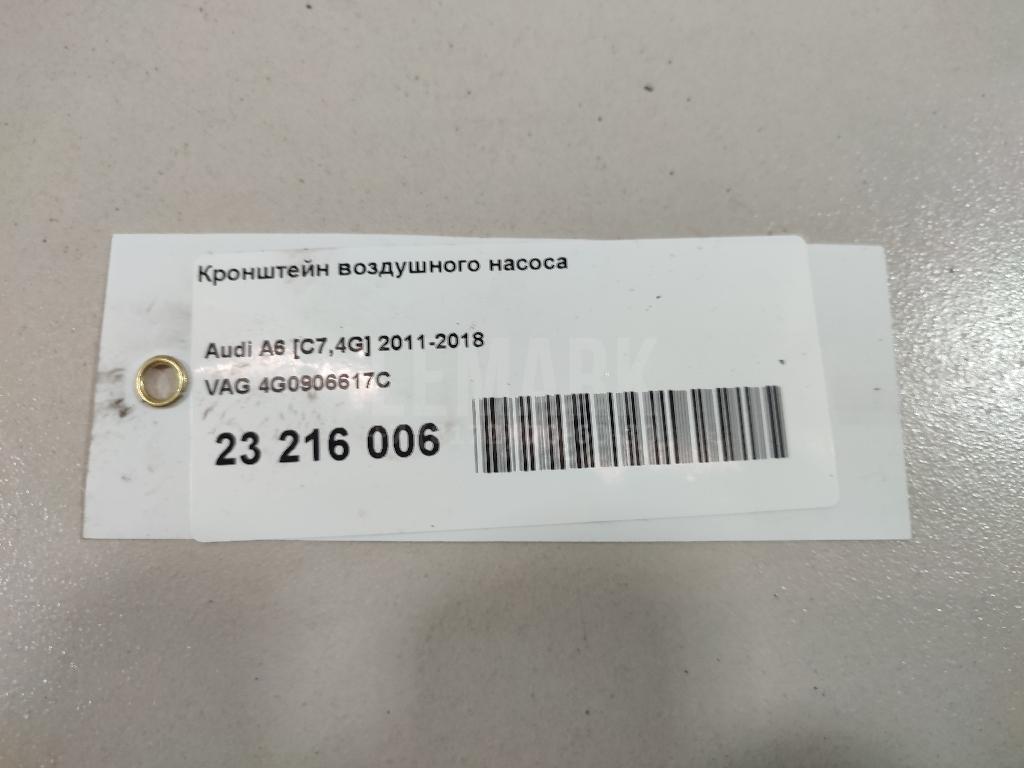 Кронштейн воздушного насоса
Audi A6 [C7,4G] 2011-2018
VAG 4G0906617C
23 216 006